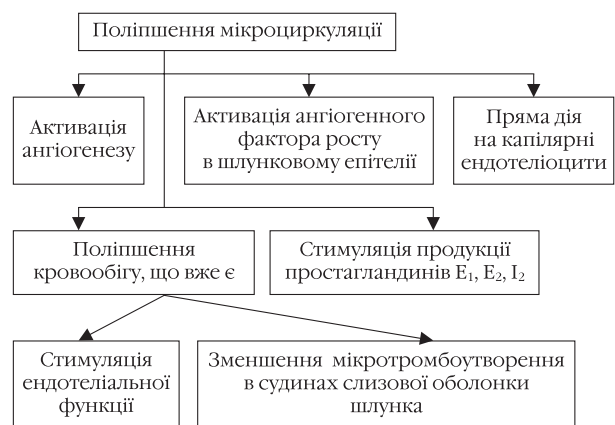 Поліпшення мікроциркуляції
Активація
ангіогенезу
Активація ангіогенного
фактора росту
в шлунковому епітелії
Пряма дія
на капілярні
ендотеліоцити
Поліпшення
кровообігу, що вже є
Стимуляція продукції
простагландинів E₁, E₂, I₂
Стимуляція
ендотеліальної
функції
Зменшення мікротромбоутворення
в судинах слизової оболонки
шлунка